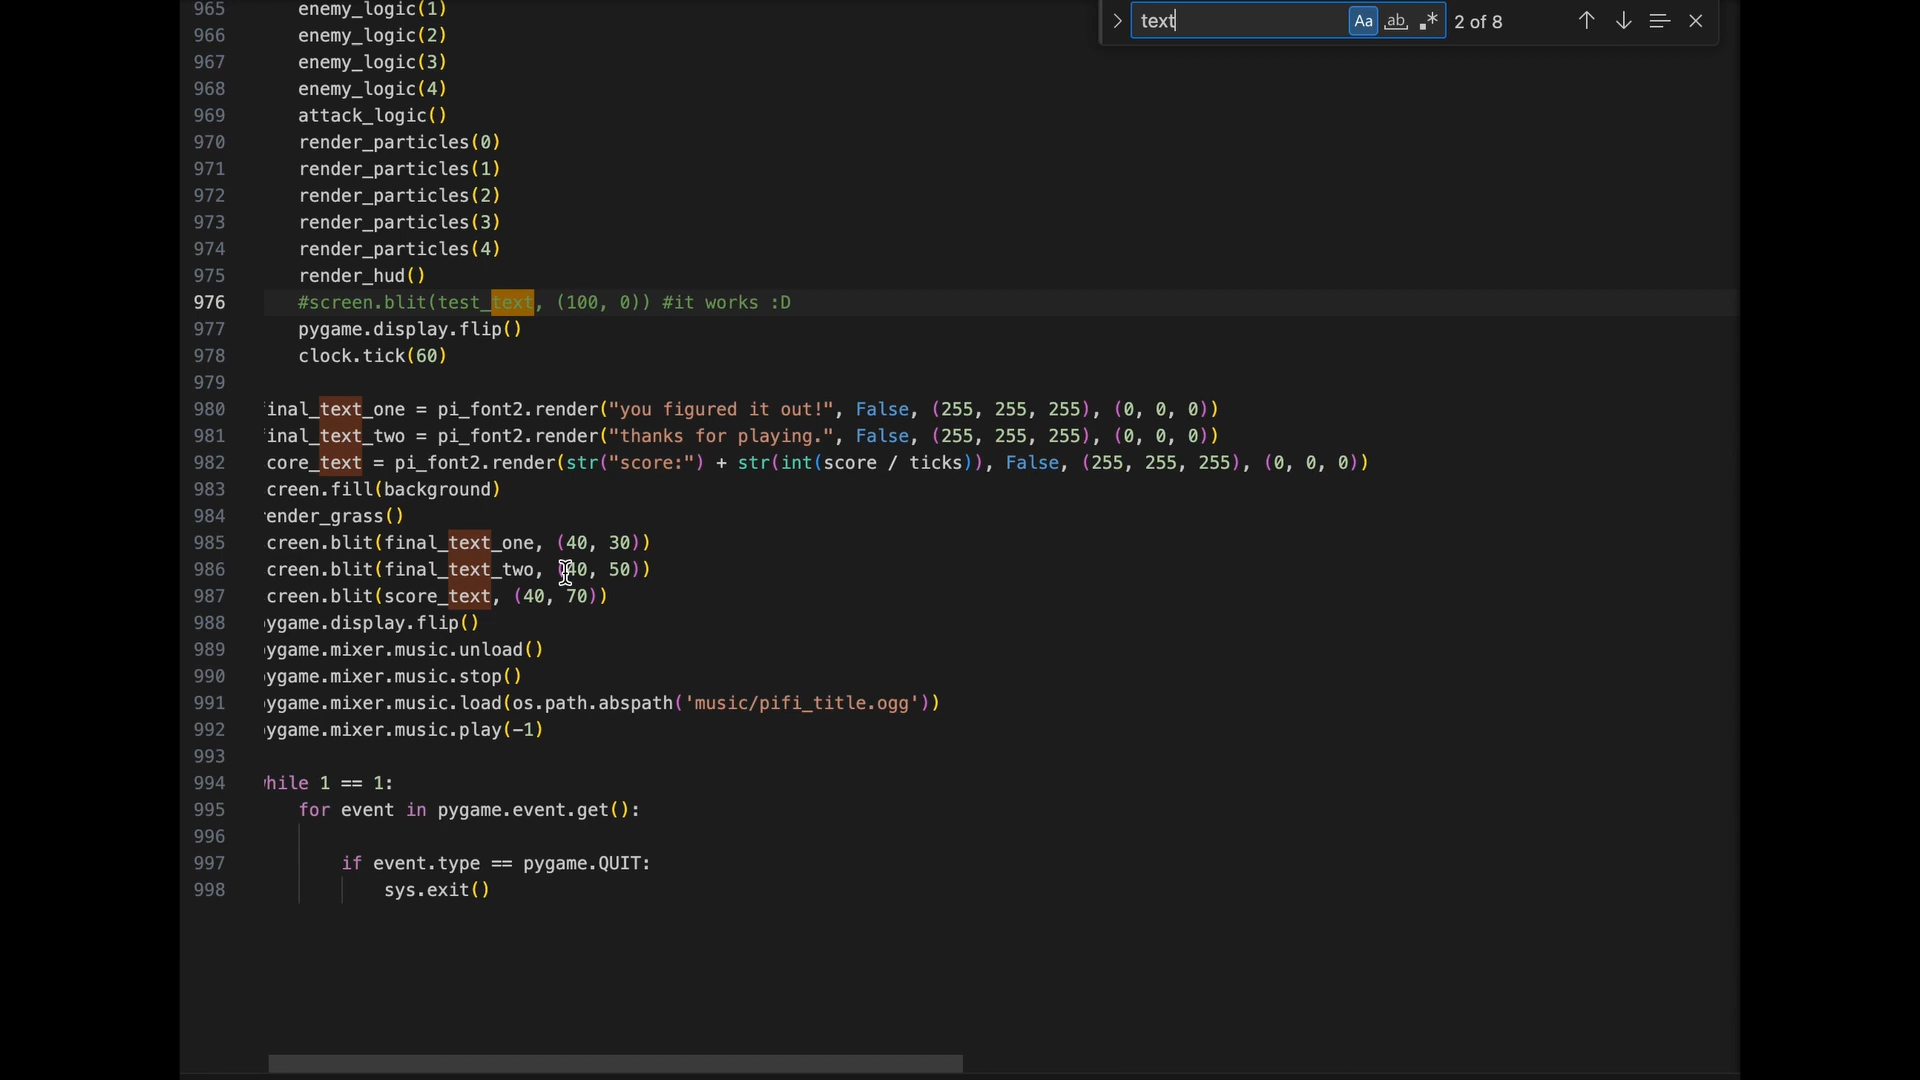 text
Aa ab .* 2 of 8
965 enemy_logic(1)
966 enemy_logic(2)
967 enemy_logic(3)
968 enemy_logic(4)
969 attack_logic()
970 render_particles(0)
971 render_particles(1)
972 render_particles(2)
973 render_particles(3)
974 render_particles(4)
975 render_hud()
976 #screen.blit(test_text, (100, 0)) #it works :D
977 pygame.display.flip()
978 clock.tick(60)
979
980 inal_text_one = pi_font2.render("you figured it out!", False, (255, 255, 255), (0, 0, 0))
981 inal_text_two = pi_font2.render("thanks for playing.", False, (255, 255, 255), (0, 0, 0))
982 core_text = pi_font2.render(str("score:") + str(int(score / ticks)), False, (255, 255, 255), (0, 0, 0))
983 creen.fill(background)
984 ender_grass()
985 creen.blit(final_text_one, (40, 30))
986 creen.blit(final_text_two, (40, 50))
987 creen.blit(score_text, (40, 70))
988 ygame.display.flip()
989 ygame.mixer.music.unload()
990 ygame.mixer.music.stop()
991 ygame.mixer.music.load(os.path.abspath('music/pifi_title.ogg'))
992 ygame.mixer.music.play(-1)
993
994 hile 1 == 1:
995 for event in pygame.event.get():
996
997 if event.type == pygame.QUIT:
998 sys.exit()